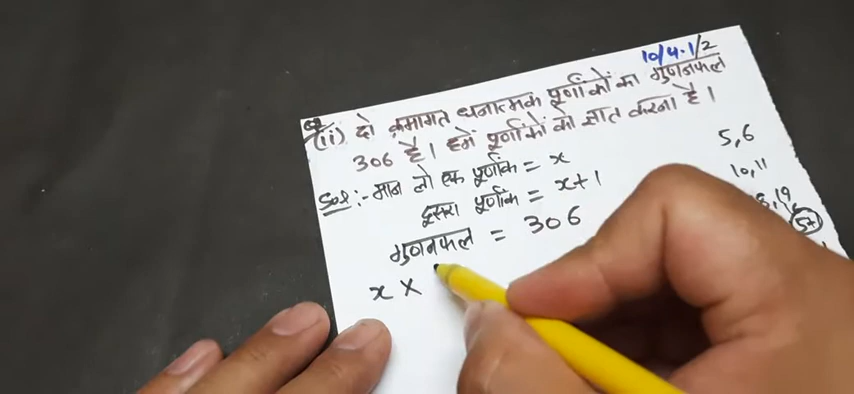 10/4.1/2
(ii) दो क्रमागत धनात्मक पूर्णांकों का गुणनफल
306 है। हमें पूर्णांकों को ज्ञात करना है।
Sol:- मान लो एक पूर्णांक = x
दूसरा पूर्णांक = x+1
गुणनफल = 306
x ×
5,6
10,11